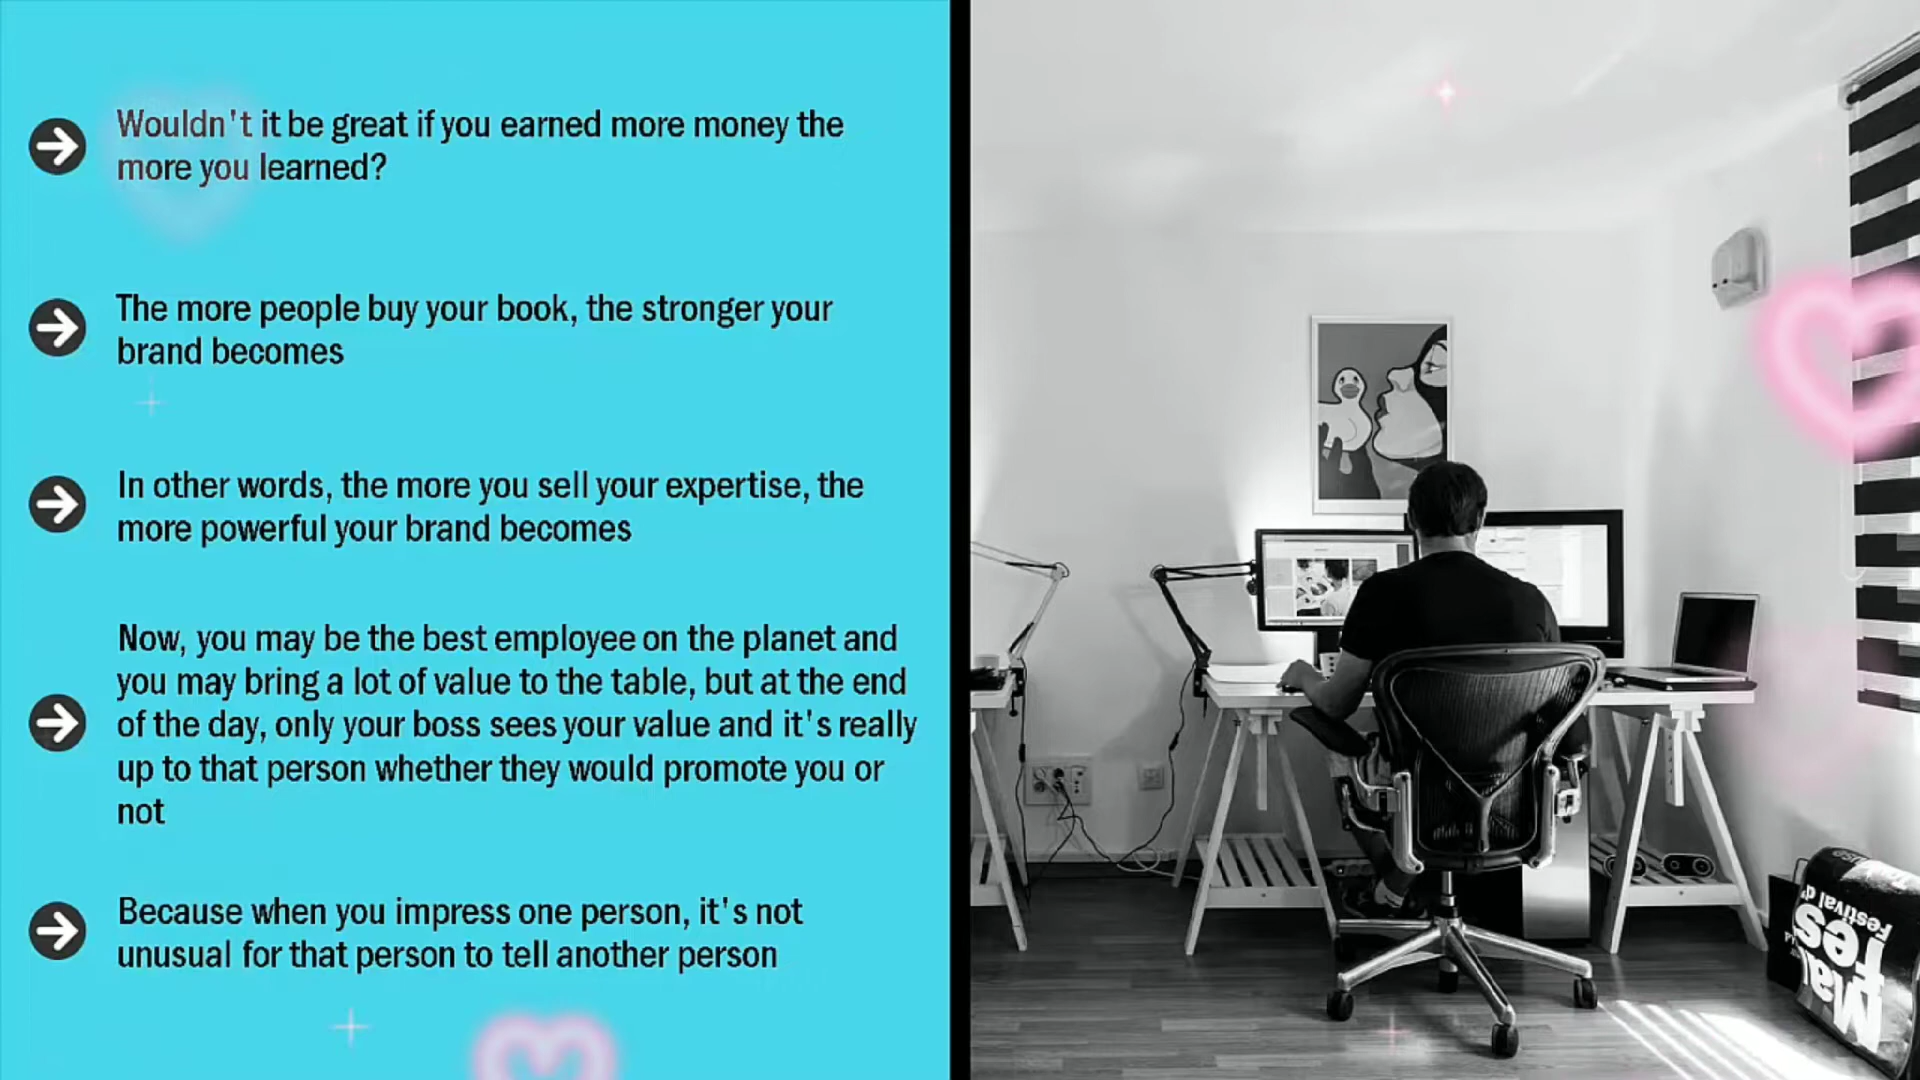 Wouldn't it be great if you earned more money the
more you learned?
The more people buy your book, the stronger your
brand becomes
In other words, the more you sell your expertise, the
more powerful your brand becomes
Now, you may be the best employee on the planet and
you may bring a lot of value to the table, but at the end
of the day, only your boss sees your value and it's really
up to that person whether they would promote you or
not
Because when you impress one person, it's not
unusual for that person to tell another person
Festival d'